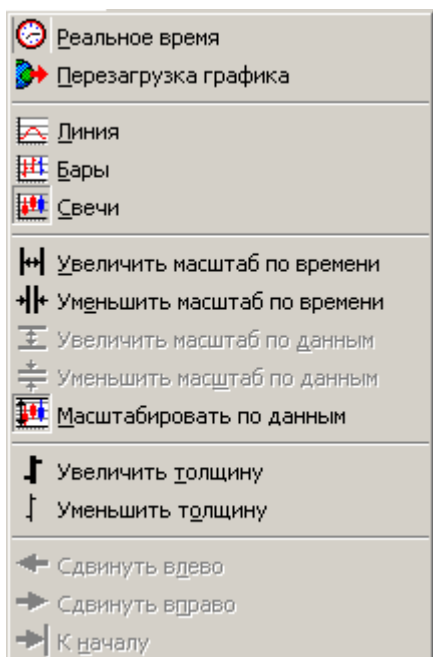 Реальное время
Перезагрузка графика
Линия
Бары
Свечи
Увеличить масштаб по времени
Уменьшить масштаб по времени
Увеличить масштаб по данным
Уменьшить масштаб по данным
Масштабировать по данным
Увеличить толщину
Уменьшить толщину
Сдвинуть влево
Сдвинуть вправо
К началу